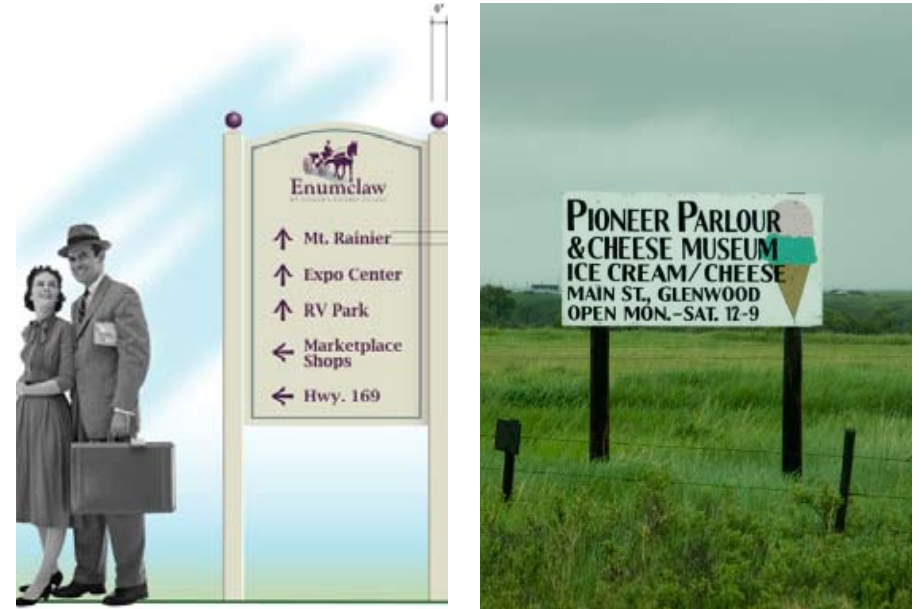 6"
Enumclaw
Mt. Rainier
Expo Center
RV Park
Marketplace
Shops
Hwy. 169
PIONEER PARLOUR
& CHEESE MUSEUM
ICE CREAM/CHEESE
MAIN ST., GLENWOOD
OPEN MON.-SAT. 12-9